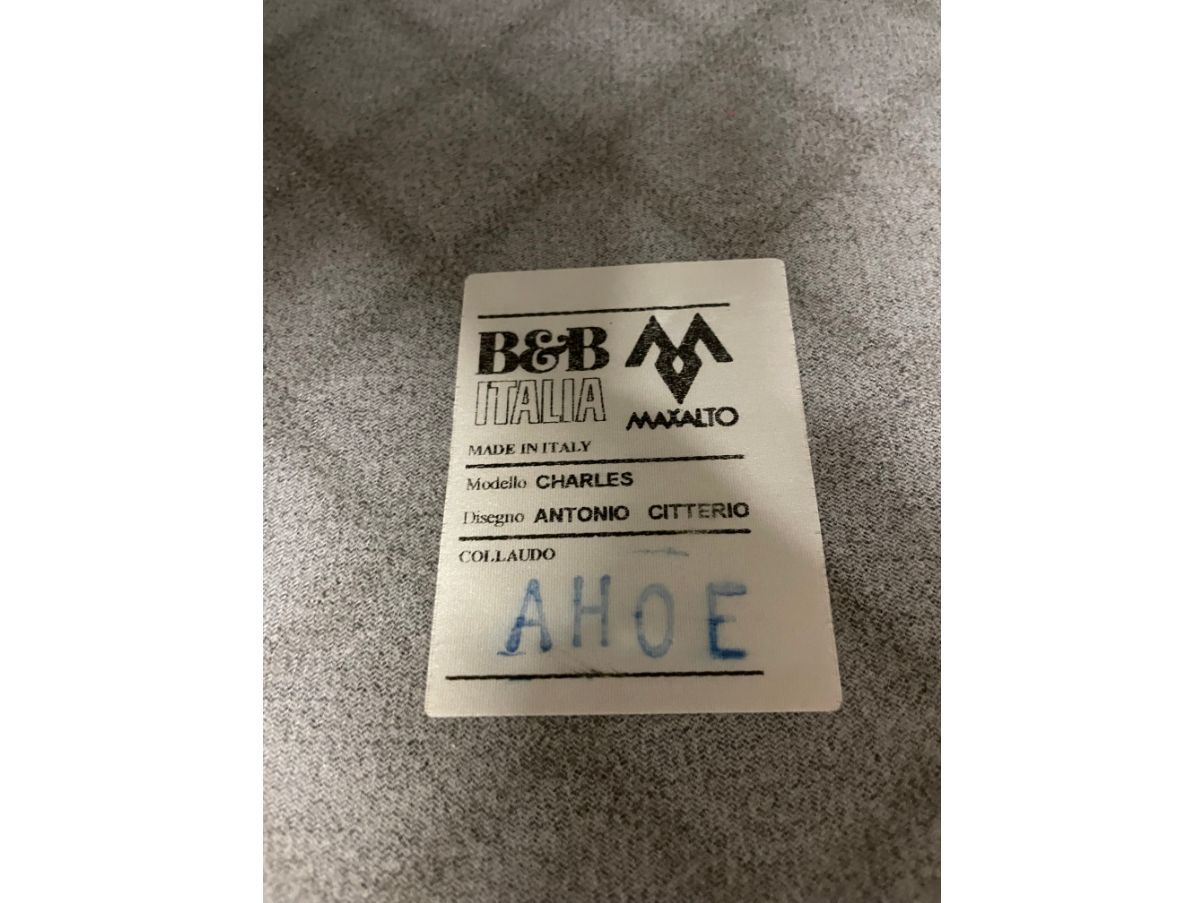 B&B
ITALIA
MAXALTO
MADE IN ITALY
Modello CHARLES
Disegno ANTONIO CITTERIO
COLLAUDO
AHOE